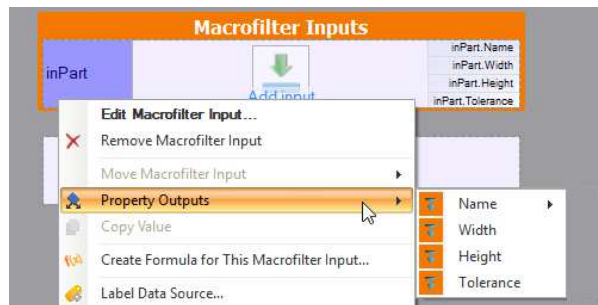 Macrofilter Inputs
inPart
Add input
inPart.Name
inPart.Width
inPart.Height
inPart.Tolerance
Edit Macrofilter Input...
Remove Macrofilter Input
Move Macrofilter Input
Property Outputs
Copy Value
f(x) Create Formula for This Macrofilter Input...
Label Data Source...
Name
Width
Height
Tolerance